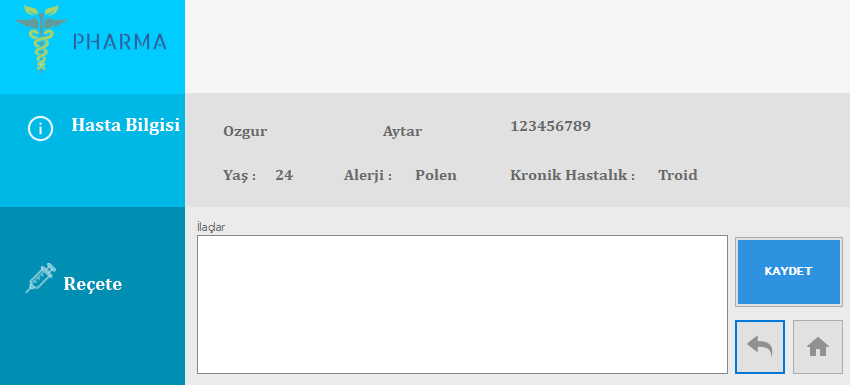 PHARMA
Hasta Bilgisi
Ozgur Aytar 123456789
Yaş : 24 Alerji : Polen Kronik Hastalık : Troid
İlaçlar
Reçete
KAYDET